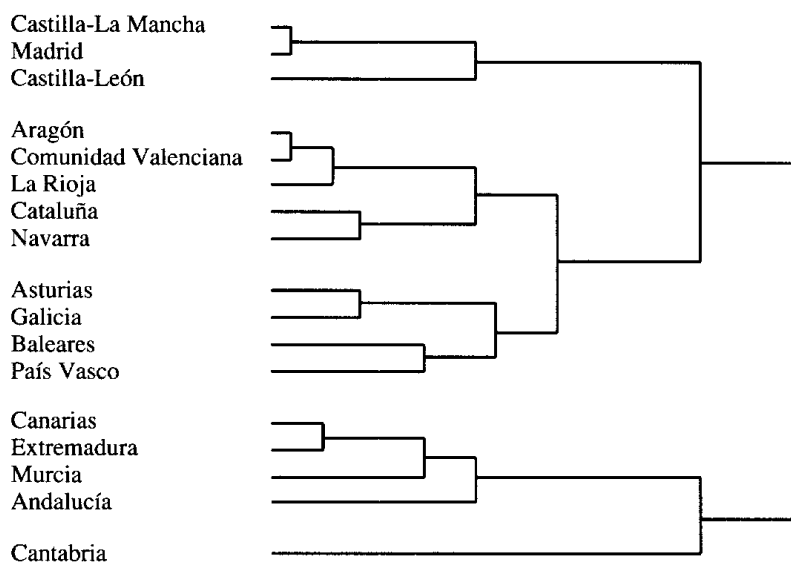 Castilla-La Mancha
Madrid
Castilla-León
Aragón
Comunidad Valenciana
La Rioja
Cataluña
Navarra
Asturias
Galicia
Baleares
País Vasco
Canarias
Extremadura
Murcia
Andalucía
Cantabria